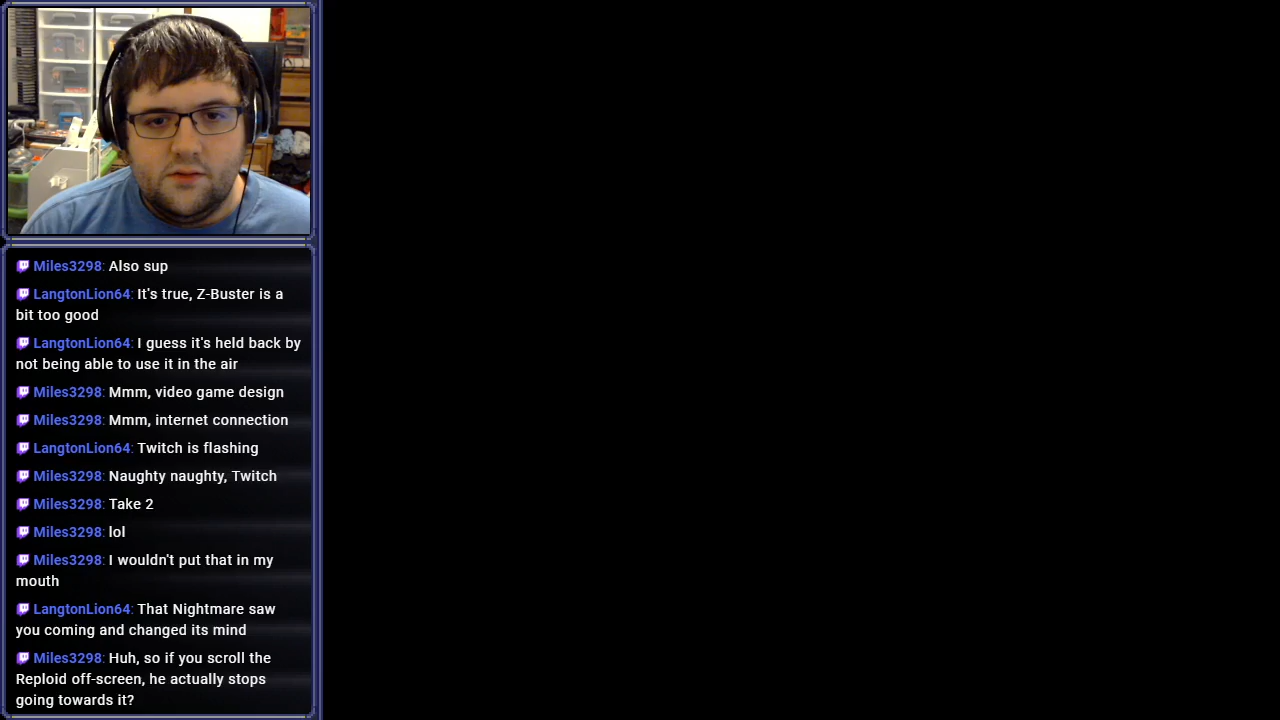 Miles3298: Also sup
LangtonLion64: It's true, Z-Buster is a
bit too good
LangtonLion64: I guess it's held back by
not being able to use it in the air
Miles3298: Mmm, video game design
Miles3298: Mmm, internet connection
LangtonLion64: Twitch is flashing
Miles3298: Naughty naughty, Twitch
Miles3298: Take 2
Miles3298: lol
Miles3298: I wouldn't put that in my
mouth
LangtonLion64: That Nightmare saw
you coming and changed its mind
Miles3298: Huh, so if you scroll the
Reploid off-screen, he actually stops
going towards it?